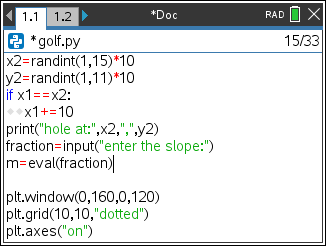 1.1 1.2 *Doc RAD
*golf.py 15/33
x2=randint(1,15)*10
y2=randint(1,11)*10
if x1==x2:
x1+=10
print("hole at:",x2,",",y2)
fraction=input("enter the slope:")
m=eval(fraction)
plt.window(0,160,0,120)
plt.grid(10,10,"dotted")
plt.axes("on")